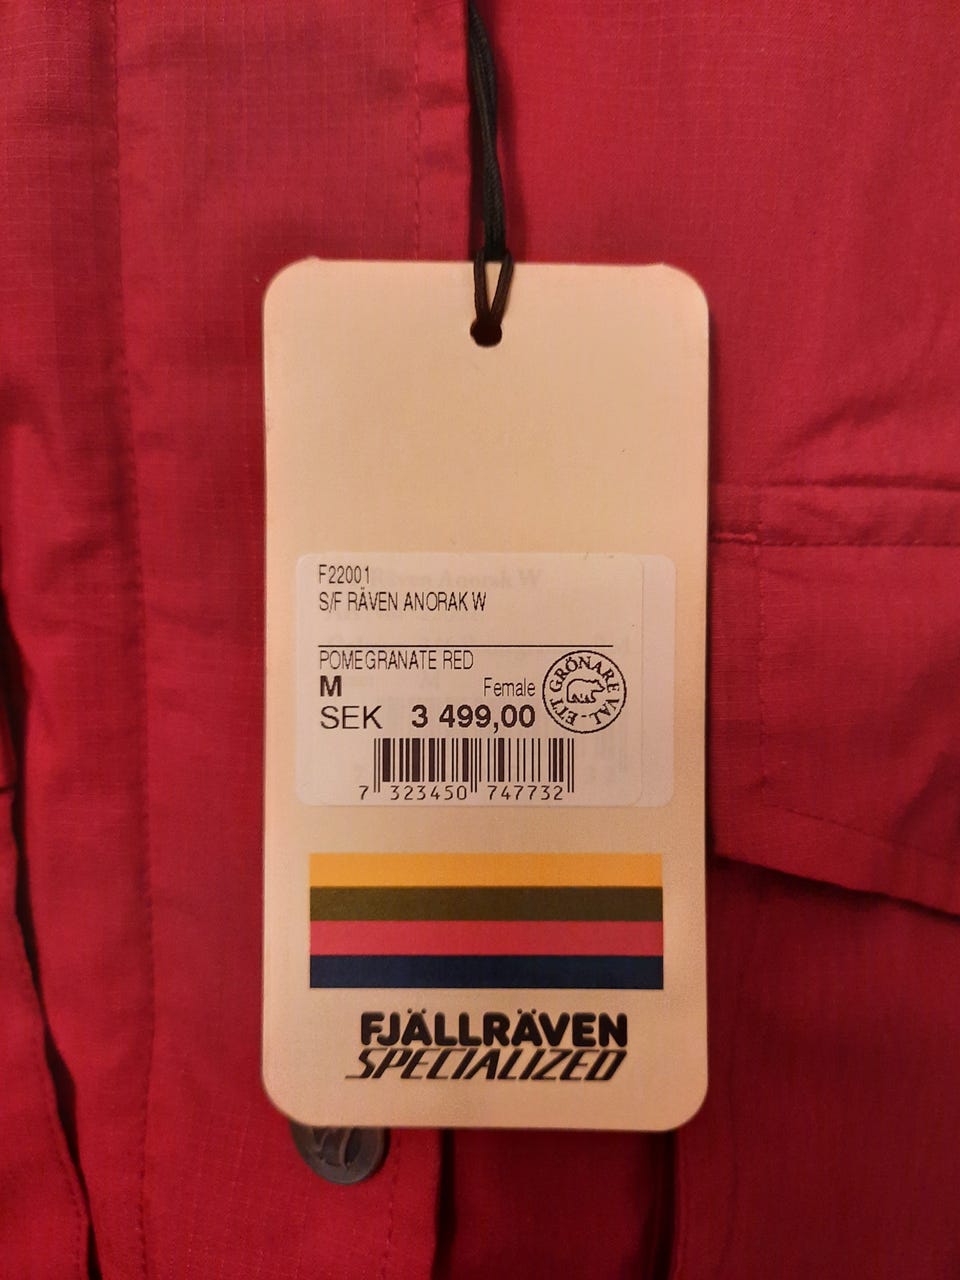 F22001
S/F RÄVEN ANORAK W
POMEGRANATE RED
M Female
SEK 3 499,00
ETT GRÖNARE VAL -
7 323450 747732
FJÄLLRÄVEN
SPECIALIZED